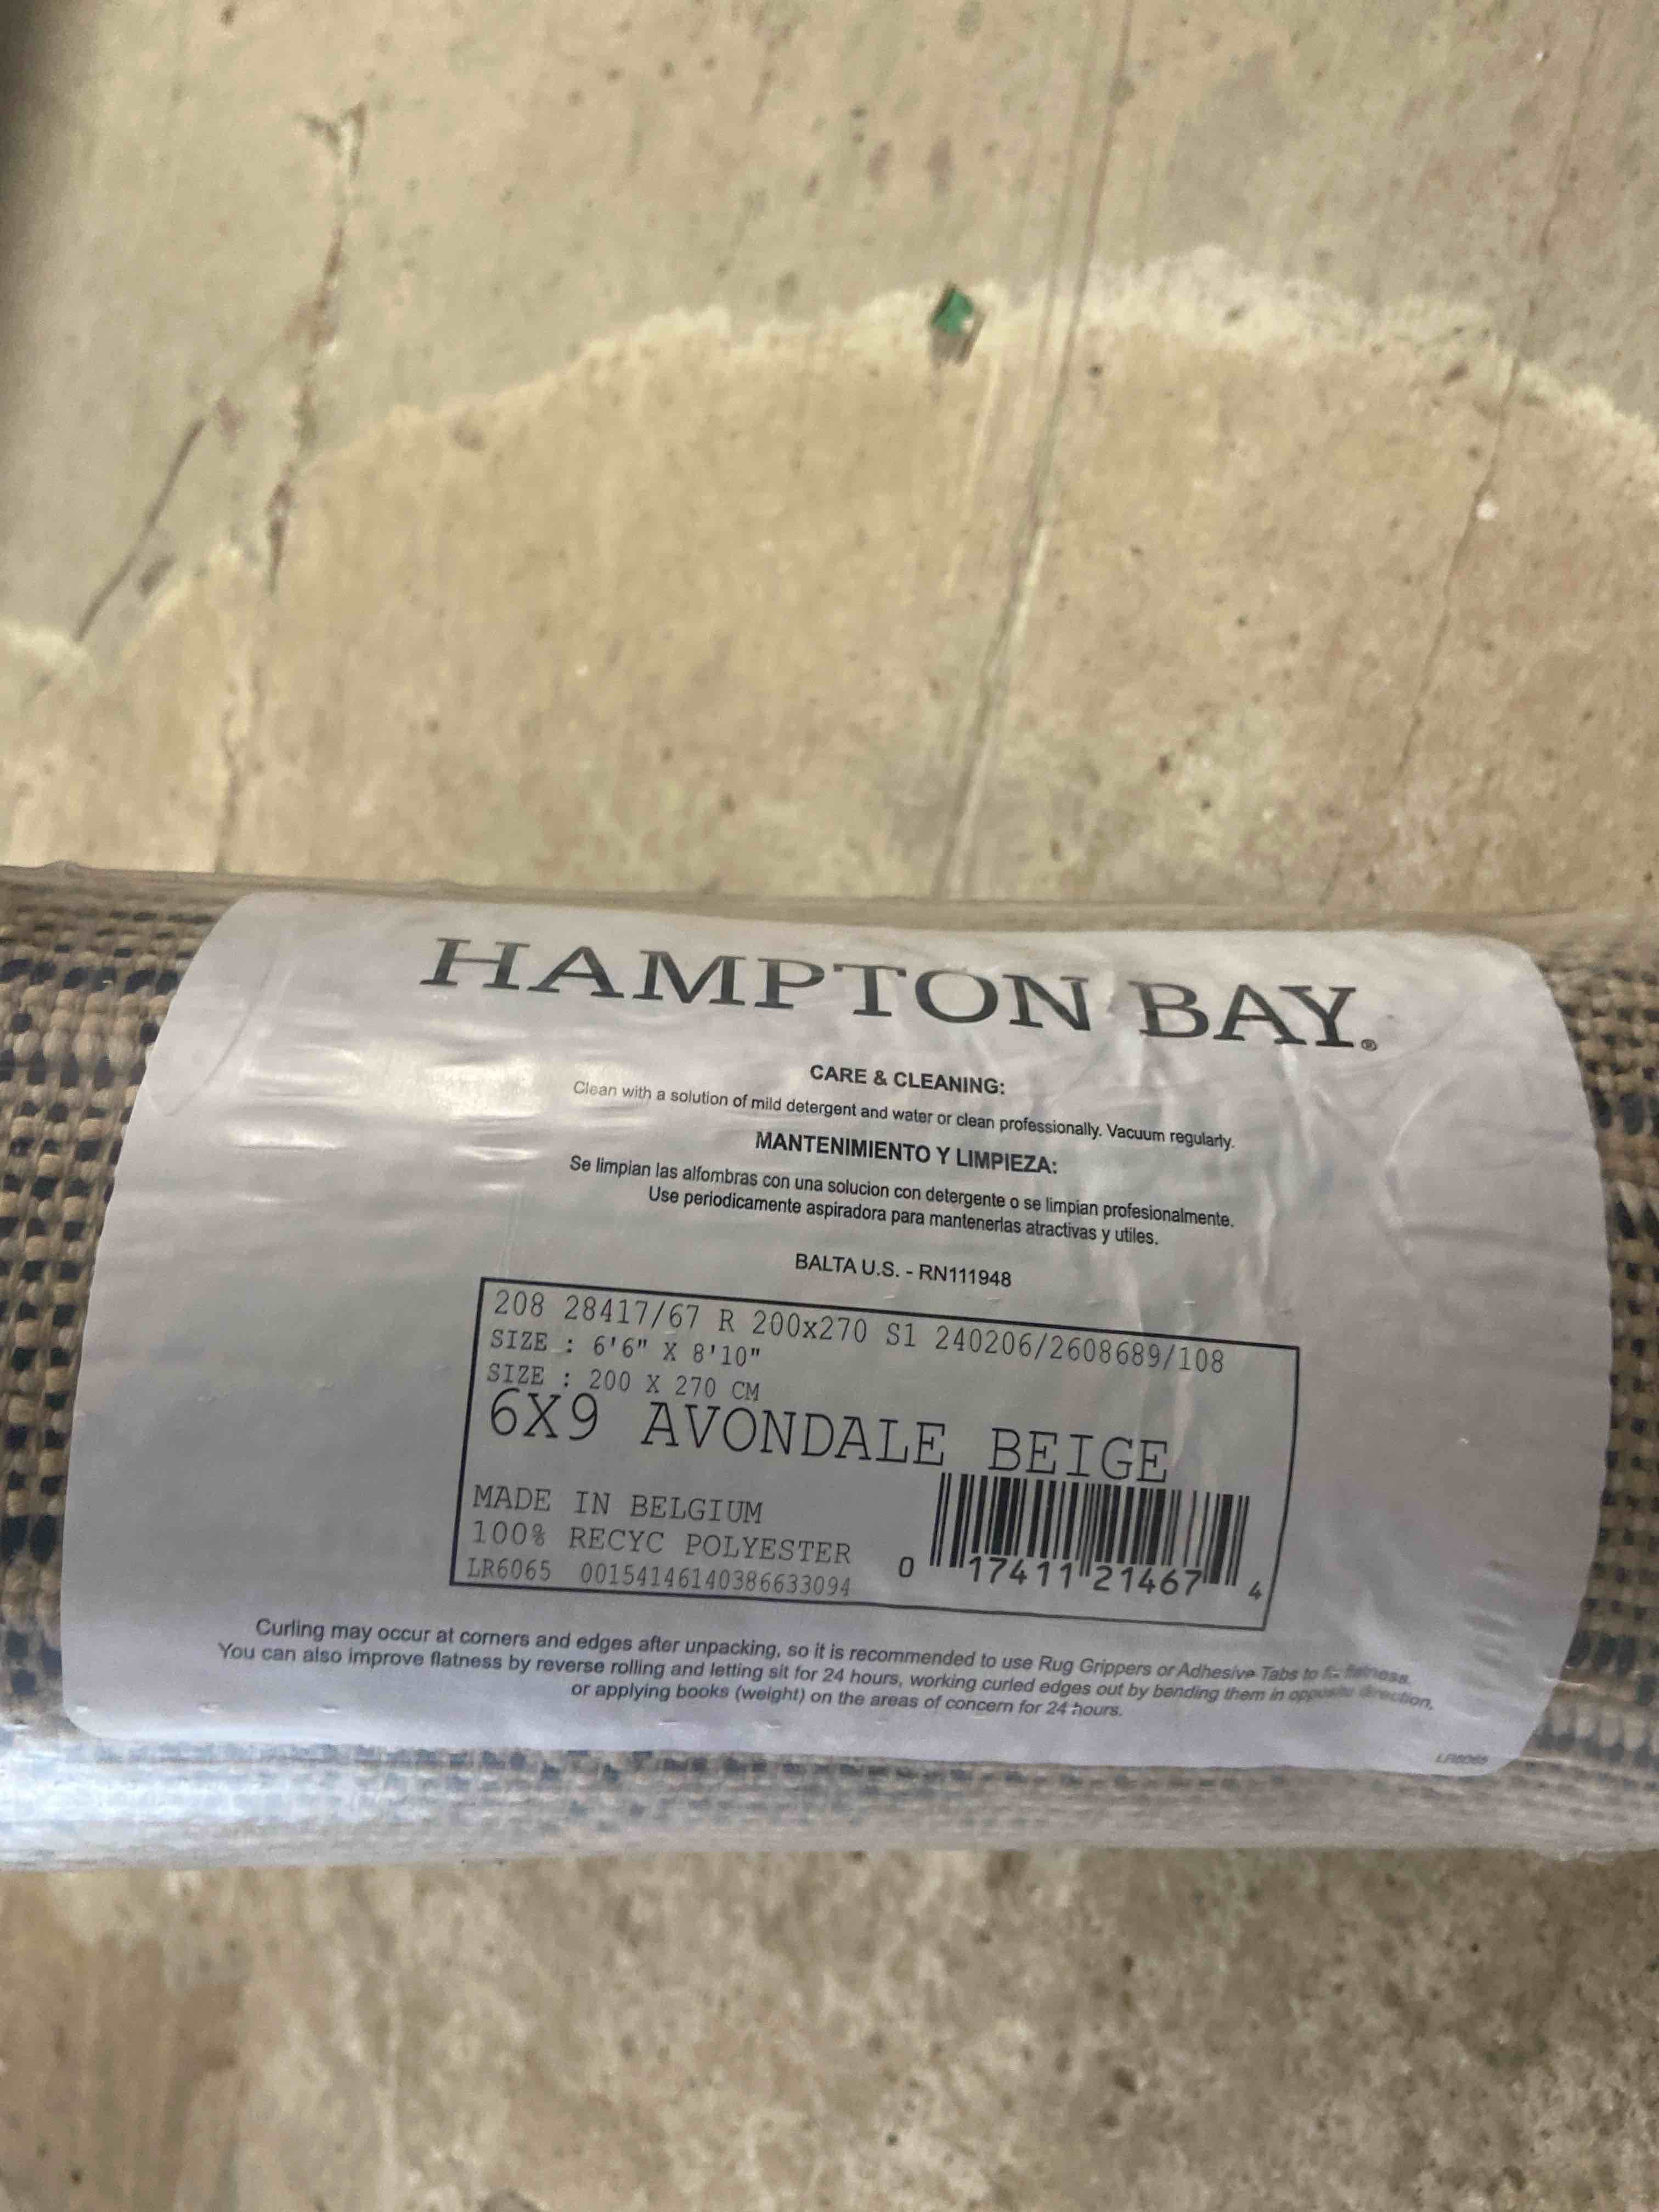 HAMPTON BAY®
CARE & CLEANING:
Clean with a solution of mild detergent and water or clean professionally. Vacuum regularly.
MANTENIMIENTO Y LIMPIEZA:
Se limpian las alfombras con una solucion con detergente o se limpian profesionalmente.
Use periodicamente aspiradora para mantenerlas atractivas y utiles.
BALTA U.S. - RN111948
208 28417/67 R 200x270 S1 240206/2608689/108
SIZE : 6'6" X 8'10"
SIZE : 200 X 270 CM
6X9 AVONDALE BEIGE
MADE IN BELGIUM
100% RECYC POLYESTER
LR6065 00154146140386633094
0 17411 21467 4
Curling may occur at corners and edges after unpacking, so it is recommended to use Rug Grippers or Adhesive Tabs to fix flatness.
You can also improve flatness by reverse rolling and letting sit for 24 hours, working curled edges out by bending them in opposite direction,
or applying books (weight) on the areas of concern for 24 hours.
LR6065